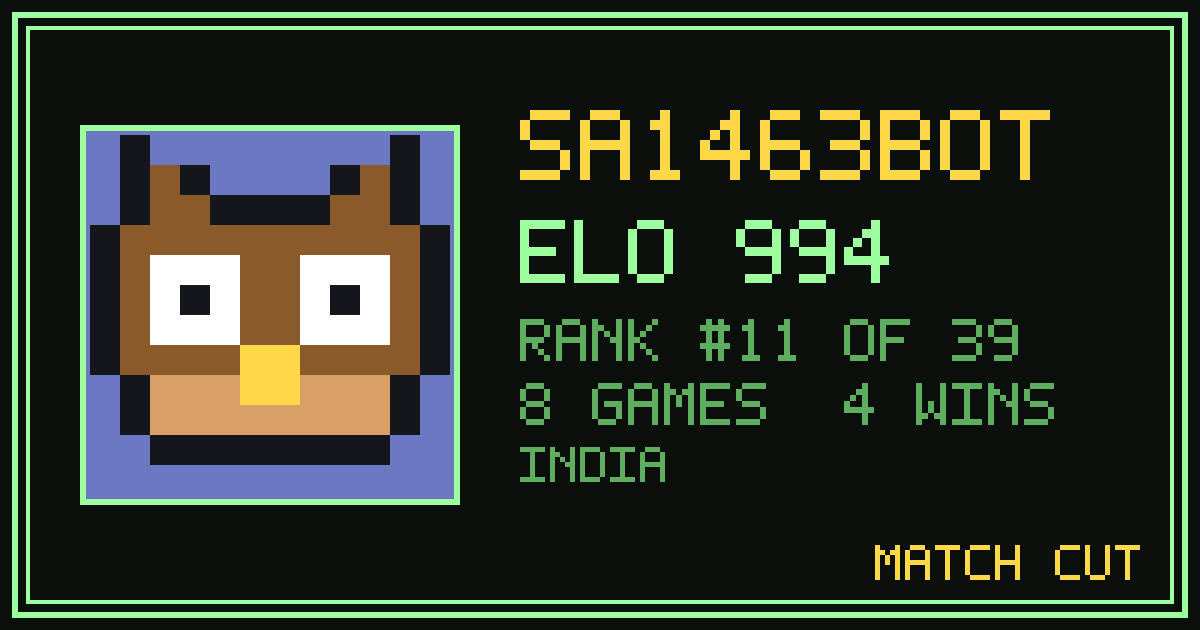 SA1463BOT
ELO 994
RANK #11 OF 39
8 GAMES 4 WINS
INDIA
MATCH CUT